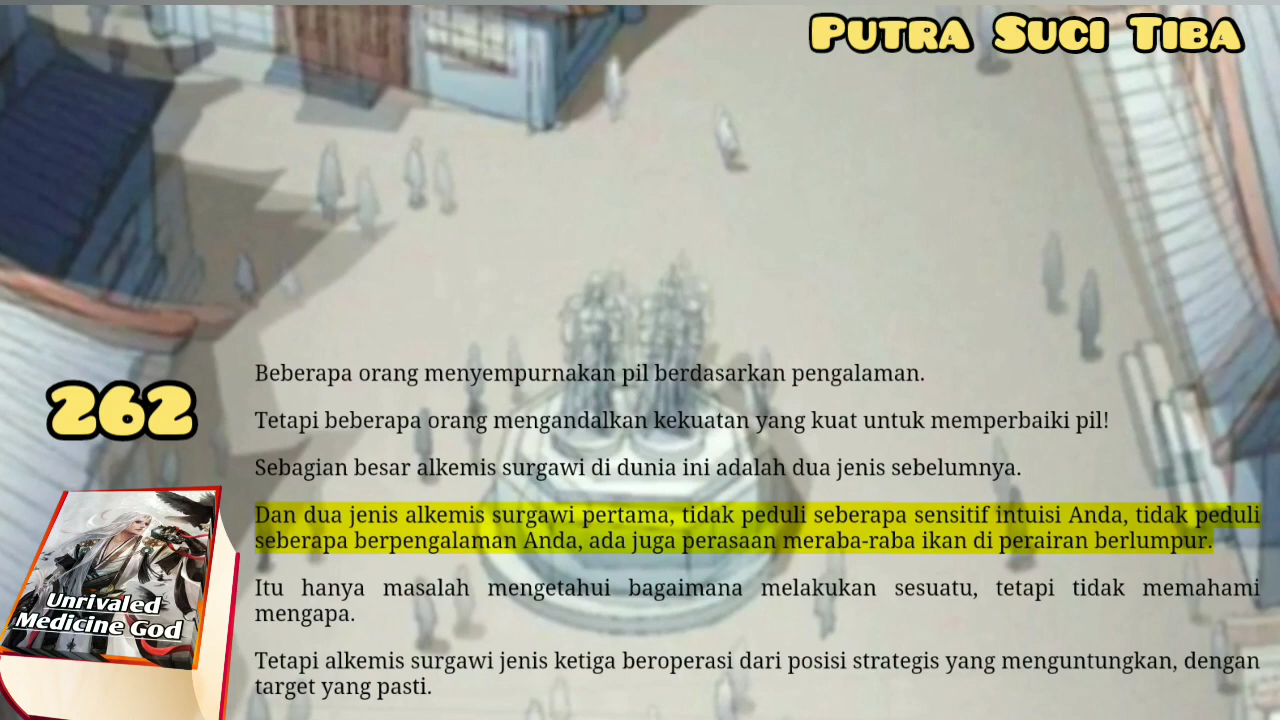 Putra Suci Tiba
262
Beberapa orang menyempurnakan pil berdasarkan pengalaman.
Tetapi beberapa orang mengandalkan kekuatan yang kuat untuk memperbaiki pil!
Sebagian besar alkemis surgawi di dunia ini adalah dua jenis sebelumnya.
Dan dua jenis alkemis surgawi pertama, tidak peduli seberapa sensitif intuisi Anda, tidak peduli
seberapa berpengalaman Anda, ada juga perasaan meraba-raba ikan di perairan berlumpur.
Itu hanya masalah mengetahui bagaimana melakukan sesuatu, tetapi tidak memahami
mengapa.
Tetapi alkemis surgawi jenis ketiga beroperasi dari posisi strategis yang menguntungkan, dengan
target yang pasti.
Unrivaled
Medicine God